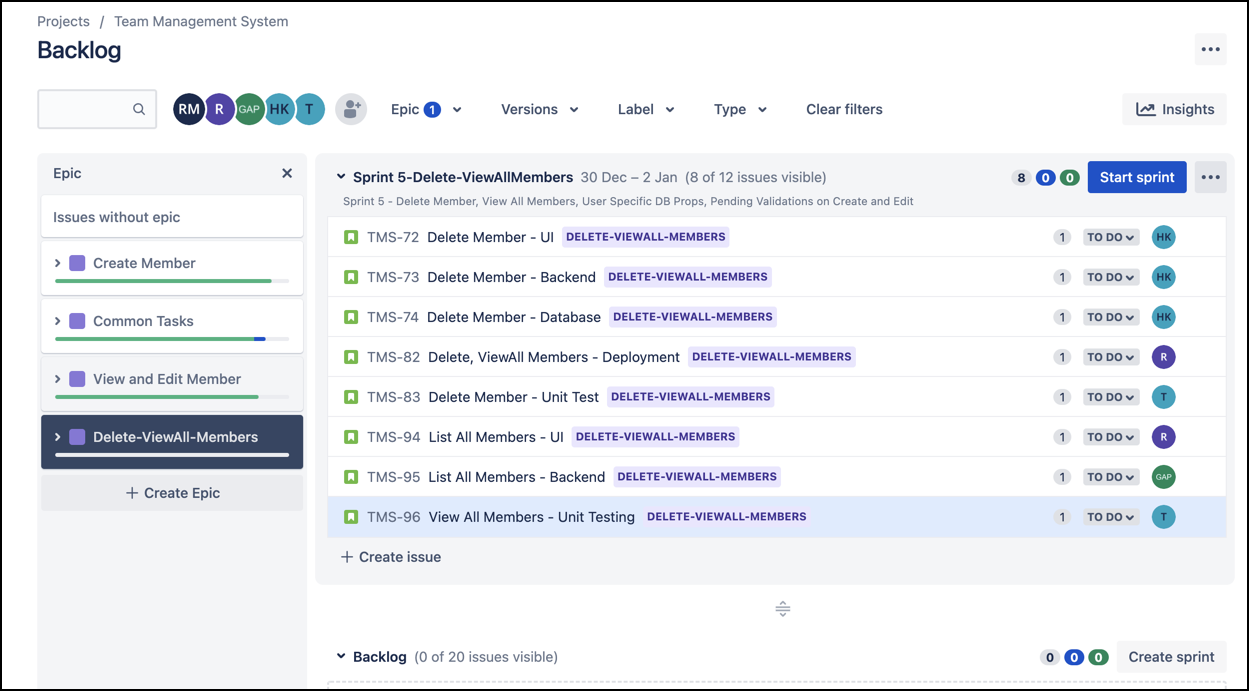 Projects / Team Management System
Backlog
RM R GAP HK T Epic 1 Versions Label Type Clear filters Insights
Epic
Issues without epic
Create Member
Common Tasks
View and Edit Member
Delete-ViewAll-Members
+ Create Epic
Sprint 5-Delete-ViewAllMembers 30 Dec – 2 Jan (8 of 12 issues visible) 8 0 0 Start sprint
Sprint 5 - Delete Member, View All Members, User Specific DB Props, Pending Validations on Create and Edit
TMS-72 Delete Member - UI DELETE-VIEWALL-MEMBERS 1 TO DO HK
TMS-73 Delete Member - Backend DELETE-VIEWALL-MEMBERS 1 TO DO HK
TMS-74 Delete Member - Database DELETE-VIEWALL-MEMBERS 1 TO DO HK
TMS-82 Delete, ViewAll Members - Deployment DELETE-VIEWALL-MEMBERS 1 TO DO R
TMS-83 Delete Member - Unit Test DELETE-VIEWALL-MEMBERS 1 TO DO T
TMS-94 List All Members - UI DELETE-VIEWALL-MEMBERS 1 TO DO R
TMS-95 List All Members - Backend DELETE-VIEWALL-MEMBERS 1 TO DO GAP
TMS-96 View All Members - Unit Testing DELETE-VIEWALL-MEMBERS 1 TO DO T
+ Create issue
Backlog (0 of 20 issues visible) 0 0 0 Create sprint